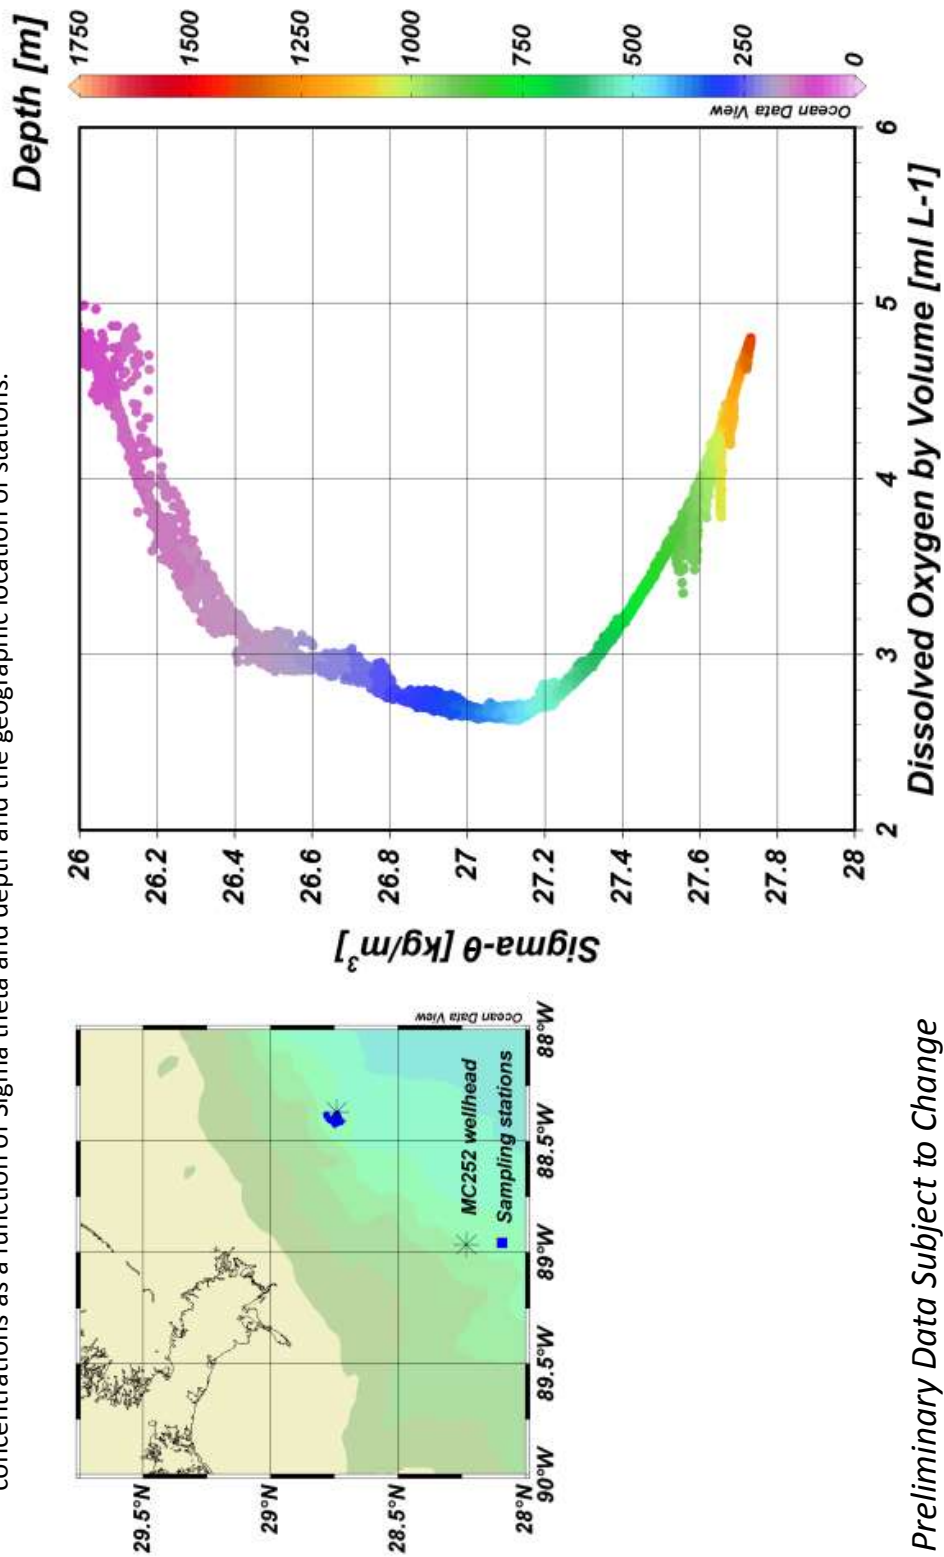 concentrations as a function of Sigma theta and depth and the geographic location of stations.
29.5°N
29°N
28.5°N
28°N
90°W
89.5°W
89°W
88.5°W
88°W
MC252 wellhead
Sampling stations
Ocean Data View
Sigma-θ [kg/m³]
26
26.2
26.4
26.6
26.8
27
27.2
27.4
27.6
27.8
28
2
3
4
5
6
Dissolved Oxygen by Volume [ml L-1]
Depth [m]
1750
1500
1250
1000
750
500
250
0
Ocean Data View
Preliminary Data Subject to Change